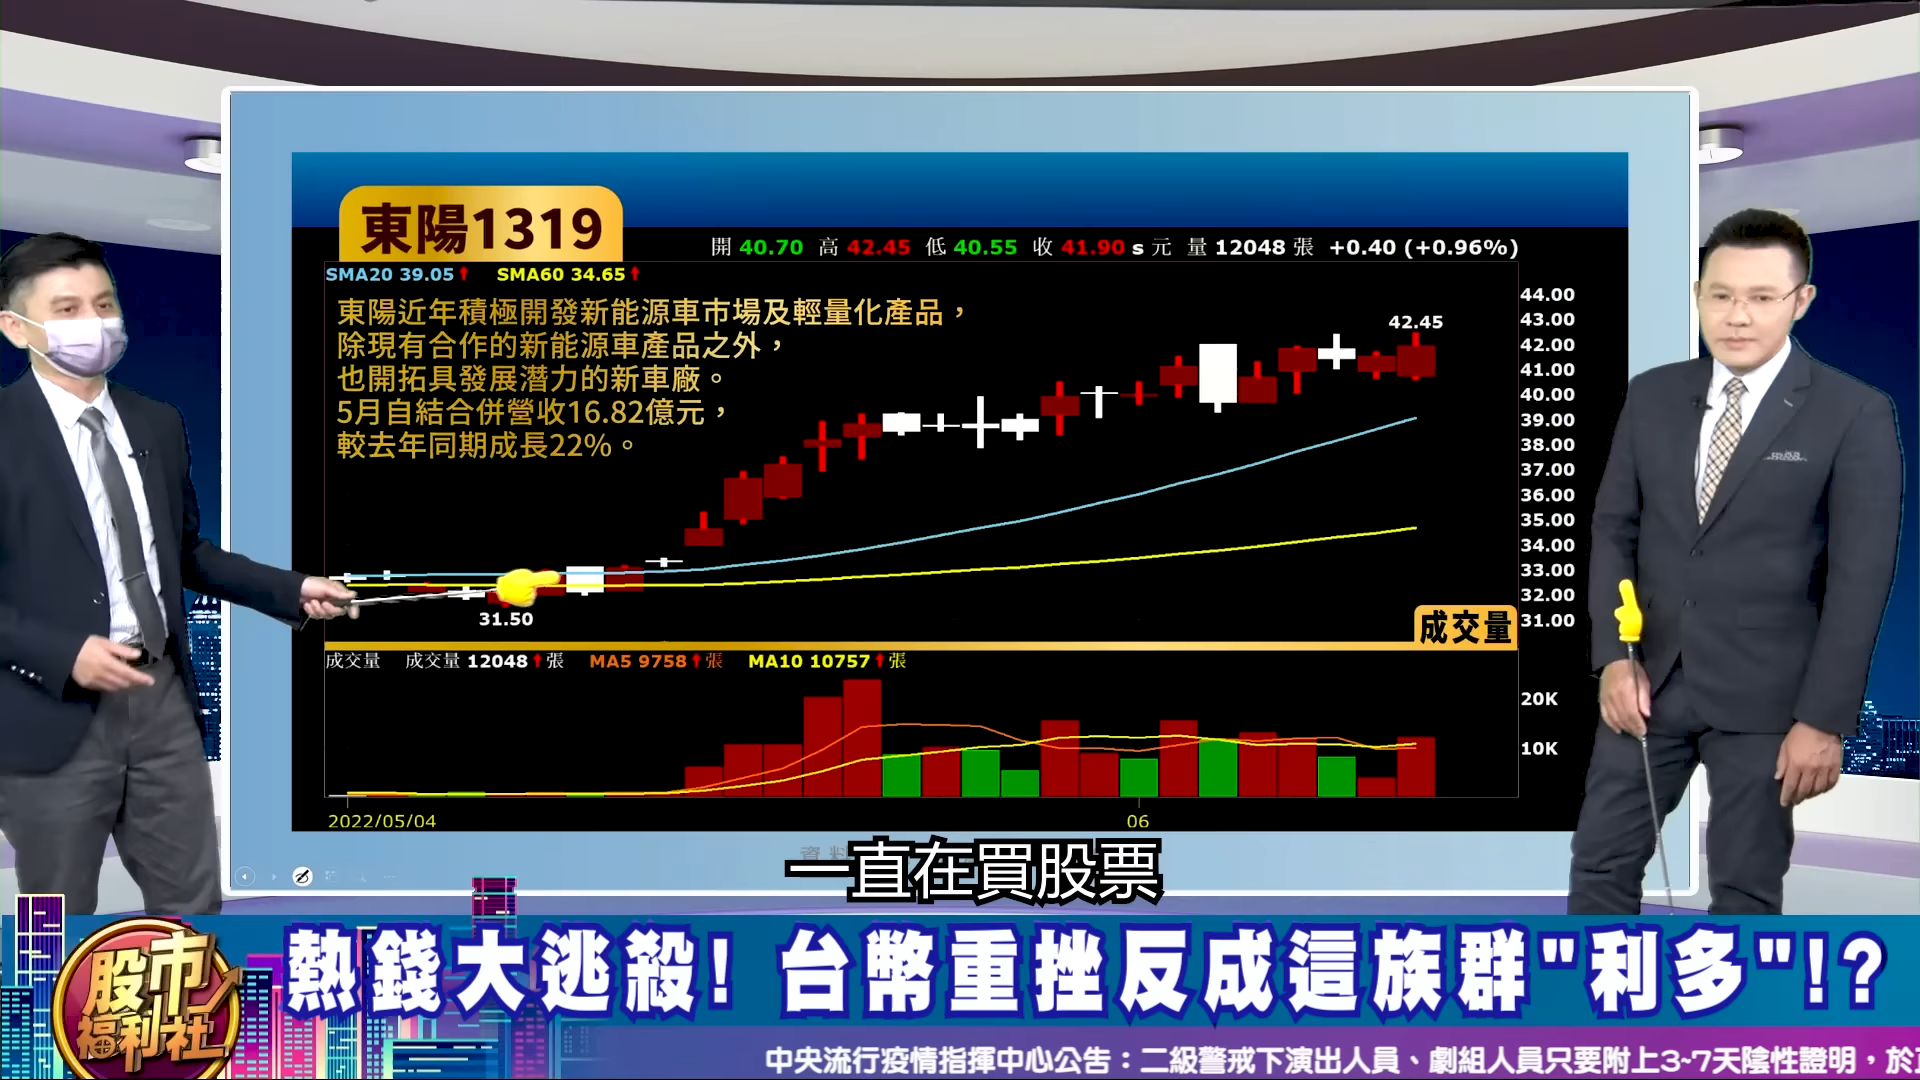 東陽1319
開 40.70 高 42.45 低 40.55 收 41.90 s 元 量 12048 張 +0.40 (+0.96%)
SMA20 39.05↑ SMA60 34.65↑
東陽近年積極開發新能源車市場及輕量化產品，
除現有合作的新能源車產品之外，
也開拓具發展潛力的新車廠。
5月自結合併營收16.82億元，
較去年同期成長22%。
44.00
43.00
42.00
41.00
40.00
39.00
38.00
37.00
36.00
35.00
34.00
33.00
32.00
31.00
42.45
31.50
成交量
成交量 成交量 12048↑張 MA5 9758↑張 MA10 10757↑張
20K
10K
2022/05/04 06
一直在買股票
熱錢大逃殺! 台幣重挫反成這族群"利多"!?
股市
福利社
中央流行疫情指揮中心公告：二級警戒下演出人員、劇組人員只要附上3~7天陰性證明，於